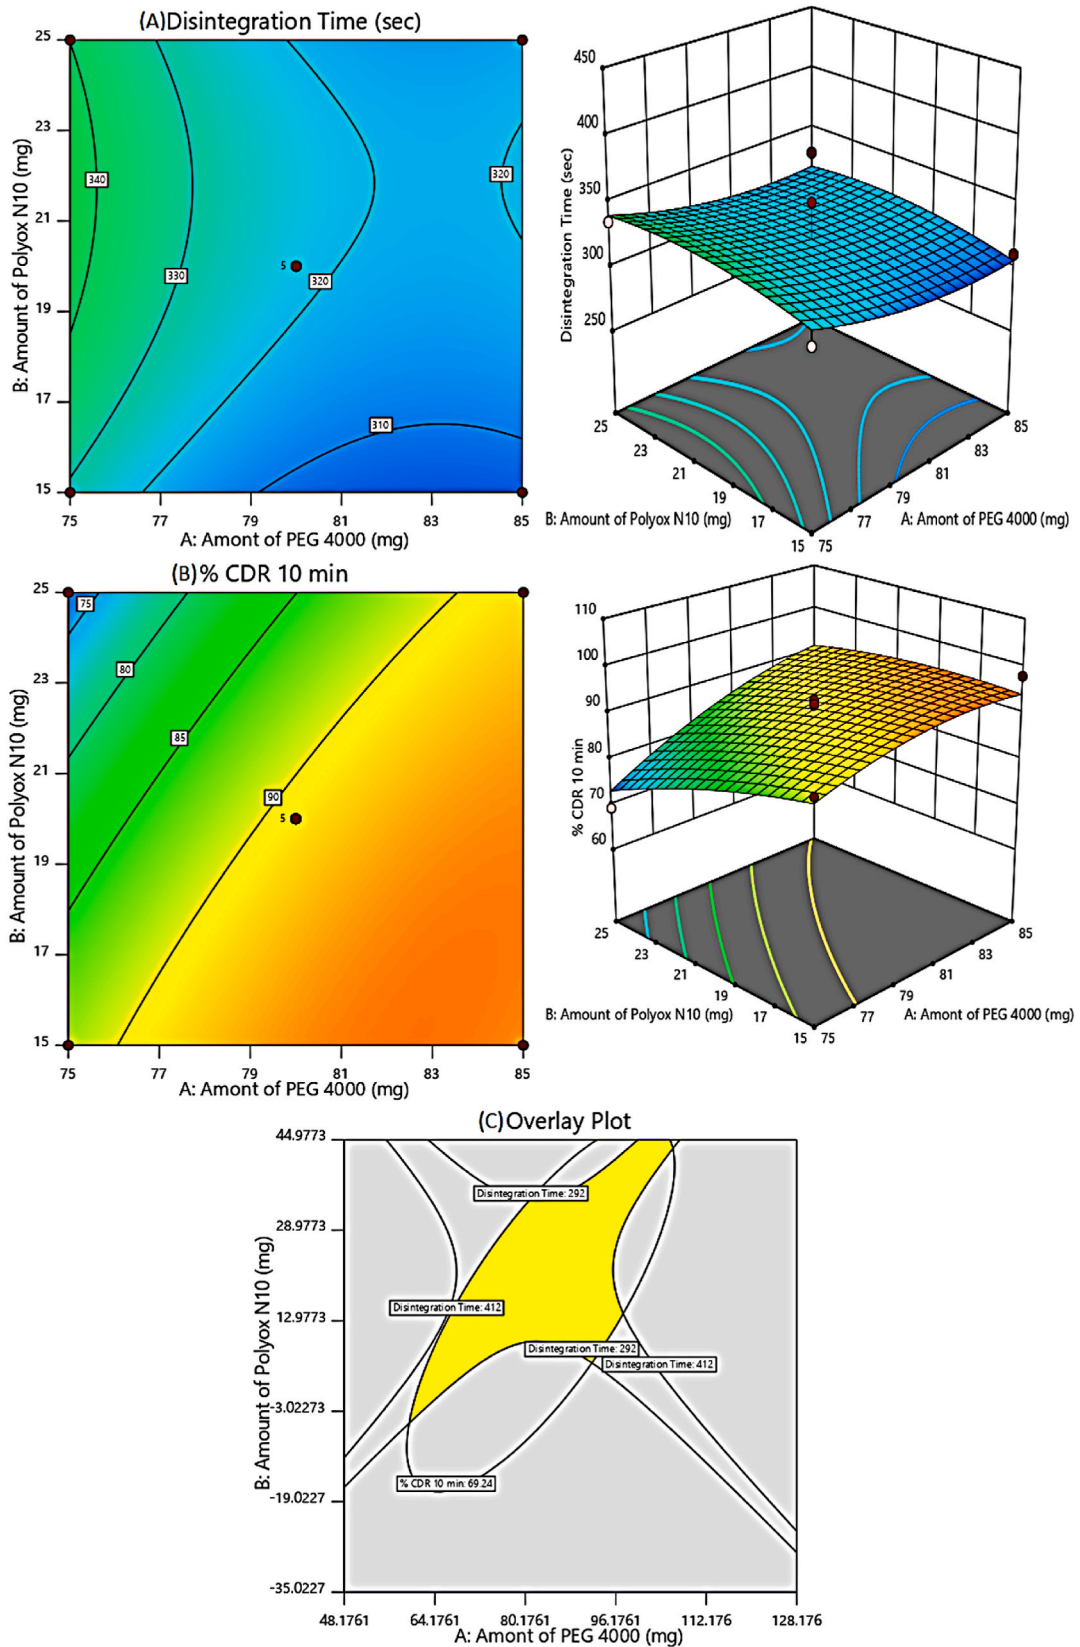 (A)Disintegration Time (sec)
25
23
21
19
17
15
B: Amount of Polyox N10 (mg)
340
330
320
320
310
5
75 77 79 81 83 85
A: Amont of PEG 4000 (mg)
450
400
350
300
250
Disintegration Time (sec)
25 23 21 19 17 15
B: Amount of Polyox N10 (mg)
75 77 79 81 83 85
A: Amont of PEG 4000 (mg)
(B)% CDR 10 min
25
23
21
19
17
15
B: Amount of Polyox N10 (mg)
75
80
85
90
5
75 77 79 81 83 85
A: Amont of PEG 4000 (mg)
110
100
90
80
70
60
% CDR 10 min
25 23 21 19 17 15
B: Amount of Polyox N10 (mg)
75 77 79 81 83 85
A: Amont of PEG 4000 (mg)
(C)Overlay Plot
44.9773
28.9773
12.9773
-3.02273
-19.0227
-35.0227
B: Amount of Polyox N10 (mg)
Disintegration Time: 292
Disintegration Time: 412
Disintegration Time: 292
Disintegration Time: 412
% CDR 10 min: 69.24
48.1761 64.1761 80.1761 96.1761 112.176 128.176
A: Amont of PEG 4000 (mg)